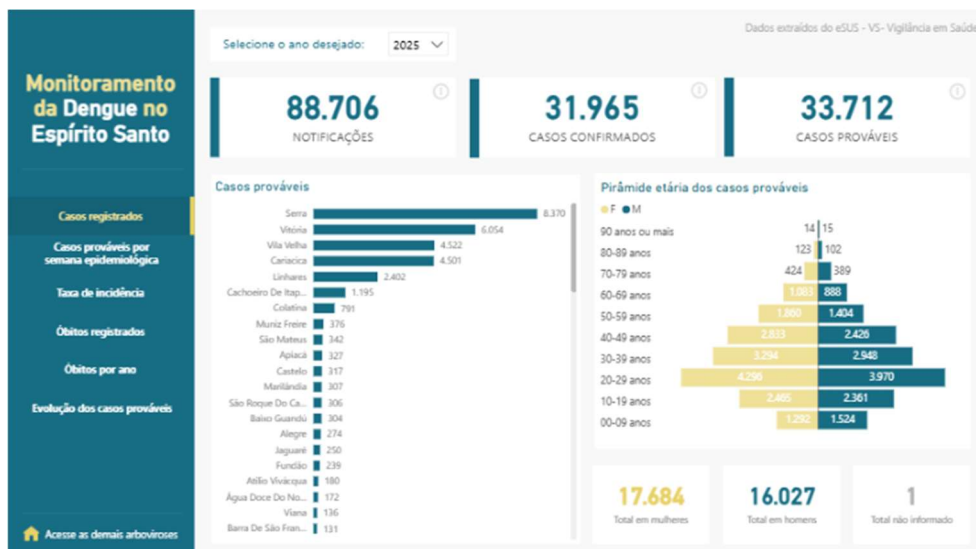 Dados extraídos do eSUS - VS- Vigilância em Saúde
Selecione o ano desejado: 2025
Monitoramento
da Dengue no
Espírito Santo
88.706
NOTIFICAÇÕES
31.965
CASOS CONFIRMADOS
33.712
CASOS PROVÁVEIS
Casos registrados
Casos prováveis por
semana epidemiológica
Taxa de incidência
Óbitos registrados
Óbitos por ano
Evolução dos casos prováveis
Acesse as demais arboviroses
Casos prováveis
Serra 8.370
Vitória 6.054
Vila Velha 4.522
Cariacica 4.501
Linhares 2.402
Cachoeiro De Itap... 1.195
Colatina 791
Muniz Freire 376
São Mateus 342
Apiacá 327
Castelo 317
Marilândia 307
São Roque Do Ca... 306
Baixo Guandú 304
Alegre 274
Jaguaré 250
Fundão 239
Atílio Vivácqua 180
Água Doce Do No... 172
Viana 136
Barra De São Fran... 131
Pirâmide etária dos casos prováveis
F M
90 anos ou mais 14 15
80-89 anos 123 102
70-79 anos 424 389
60-69 anos 1.083 888
50-59 anos 1.860 1.404
40-49 anos 2.833 2.426
30-39 anos 3.294 2.948
20-29 anos 4.296 3.970
10-19 anos 2.465 2.361
00-09 anos 1.292 1.524
17.684
Total em mulheres
16.027
Total em homens
1
Total não informado